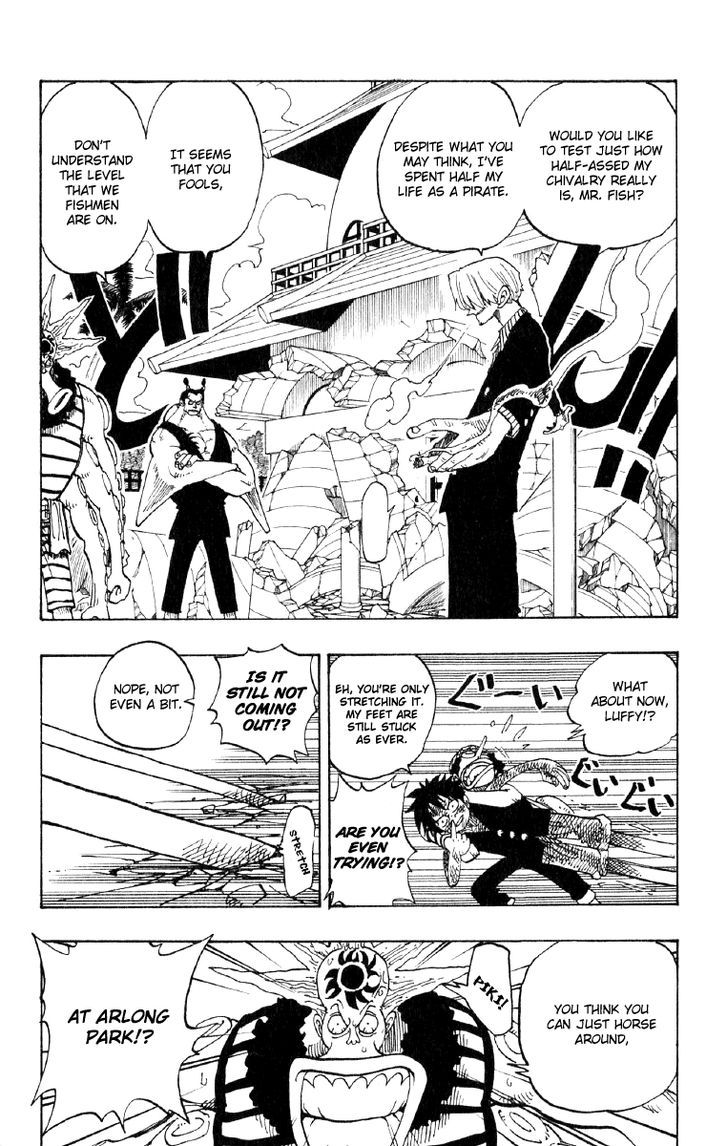 WOULD YOU LIKE
TO TEST JUST HOW
HALF-ASSED MY
CHIVALRY REALLY
IS, MR. FISH?
DESPITE WHAT YOU
MAY THINK, I'VE
SPENT HALF MY
LIFE AS A PIRATE.
IT SEEMS
THAT YOU
FOOLS,
DON'T
UNDERSTAND
THE LEVEL
THAT WE
FISHMEN
ARE ON.
WHAT
ABOUT NOW,
LUFFY!?
ぐーい
ぐい
ぐい
EH, YOU'RE ONLY
STRETCHING IT.
MY FEET ARE
STILL STUCK
AS EVER.
ARE YOU
EVEN
TRYING!?
IS IT
STILL NOT
COMING
OUT!?
NOPE, NOT
EVEN A BIT.
STRETCH
YOU THINK YOU
CAN JUST HORSE
AROUND,
PIKI!
AT ARLONG
PARK!?